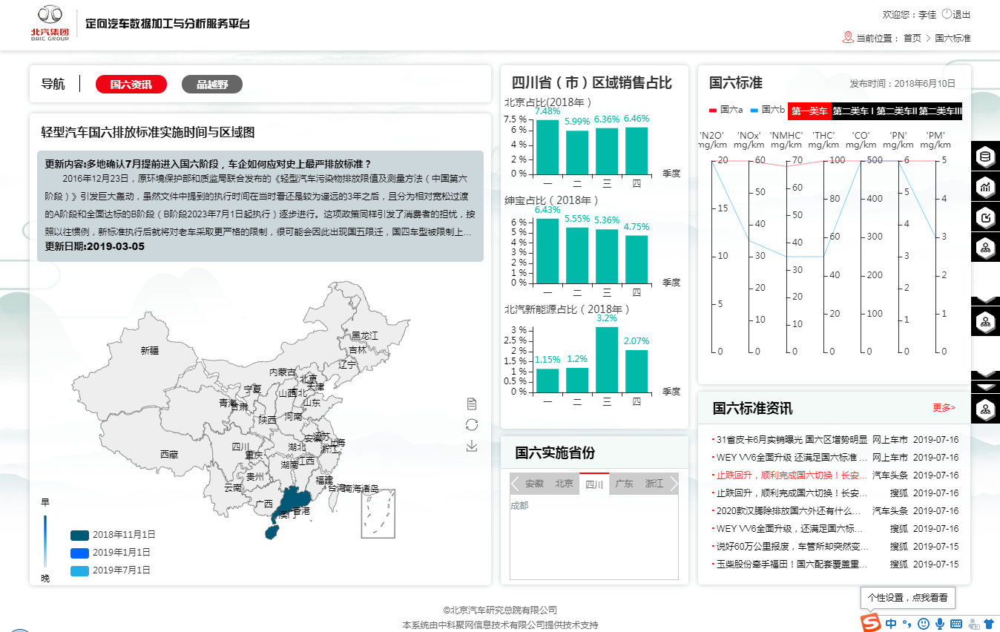 北汽集团
BAIC GROUP
定向汽车数据加工与分析服务平台
欢迎您：李佳 退出
当前位置： 首页 > 国六标准
导航
国六资讯
品越野
轻型汽车国六排放标准实施时间与区域图
更新内容:多地确认7月提前进入国六阶段，车企如何应对史上最严排放标准？
2016年12月23日，原环境保护部和质监局联合发布的《轻型汽车污染物排放限值及测量方法（中国第六
阶段）》引发巨大轰动，虽然文件中提到的执行时间在当时看还是较为遥远的3年之后，且分为相对宽松过渡
的A阶段和全面达标的B阶段（B阶段2023年7月1日起执行）逐步进行。这项政策同样引发了消费者的担忧，按
照以往惯例，新标准执行后就将对老车采取更严格的限制，很可能会因此出现国五限迁，国四车型被限制上...
更新日期:2019-03-05
黑龙江
吉林
新疆
辽宁
内蒙古
北京
天津
宁夏
山西
河北
青海
甘肃
山东
陕西
河南
安徽
江苏
上海
四川
湖北
浙江
西藏
重庆
湖南
江西
贵州
福建
云南
台湾
南海诸岛
广西
香港
澳门
早
晚
2018年11月1日
2019年1月1日
2019年7月1日
四川省（市）区域销售占比
北京占比(2018年 )
7.48%
5.99%
6.36%
6.46%
7.5 %
6 %
4 %
2 %
0 %
一 二 三 四 季度
绅宝占比（ 2018年 ）
6.43%
5.55%
5.36%
4.75%
6 %
5 %
4 %
3 %
2 %
1 %
0 %
一 二 三 四 季度
北汽新能源占比（ 2018年 ）
3.2%
2.07%
1.15%
1.2%
3 %
2.5 %
2 %
1.5 %
1 %
0.5 %
0 %
一 二 三 四 季度
国六实施省份
安徽 北京 四川 广东 浙江
成都
国六标准
发布时间：2018年6月10日
国六a 国六b 第一类车 第二类车 I 第二类车II 第二类车III
'N2O' 'NOx' 'NMHC' 'THC' 'CO' 'PN' 'PM'
mg/km mg/km mg/km mg/km mg/km mg/km mg/km
20 60 70 100 500 6 5
60
50 5
80 400 4
15
50
40 4
40
60 300 3
10 30 3
30
40 200 2
20 2
20
5
10 1
20 100 1
10
0 0 0 0 0 0 0
国六标准资讯
更多>
31省皮卡6月实销曝光 国六区增势明显 网上车市 2019-07-16
WEY VV6全面升级 还满足国六标准 ... 网上车市 2019-07-16
止跌回升，顺利完成国六切换！长安... 汽车头条 2019-07-16
止跌回升，顺利完成国六切换！长安... 搜狐 2019-07-16
2020款汉腾除排放国六外还有什么... 汽车头条 2019-07-16
WEY VV6全面升级，还满足国六标... 搜狐 2019-07-16
说好60万公里报废，车管所却突然变... 搜狐 2019-07-15
玉柴股份牵手福田！国六配套覆盖重... 搜狐 2019-07-15
个性设置，点我看看
S 中
©北京汽车研究总院有限公司
本系统由中科聚网信息技术有限公司提供技术支持